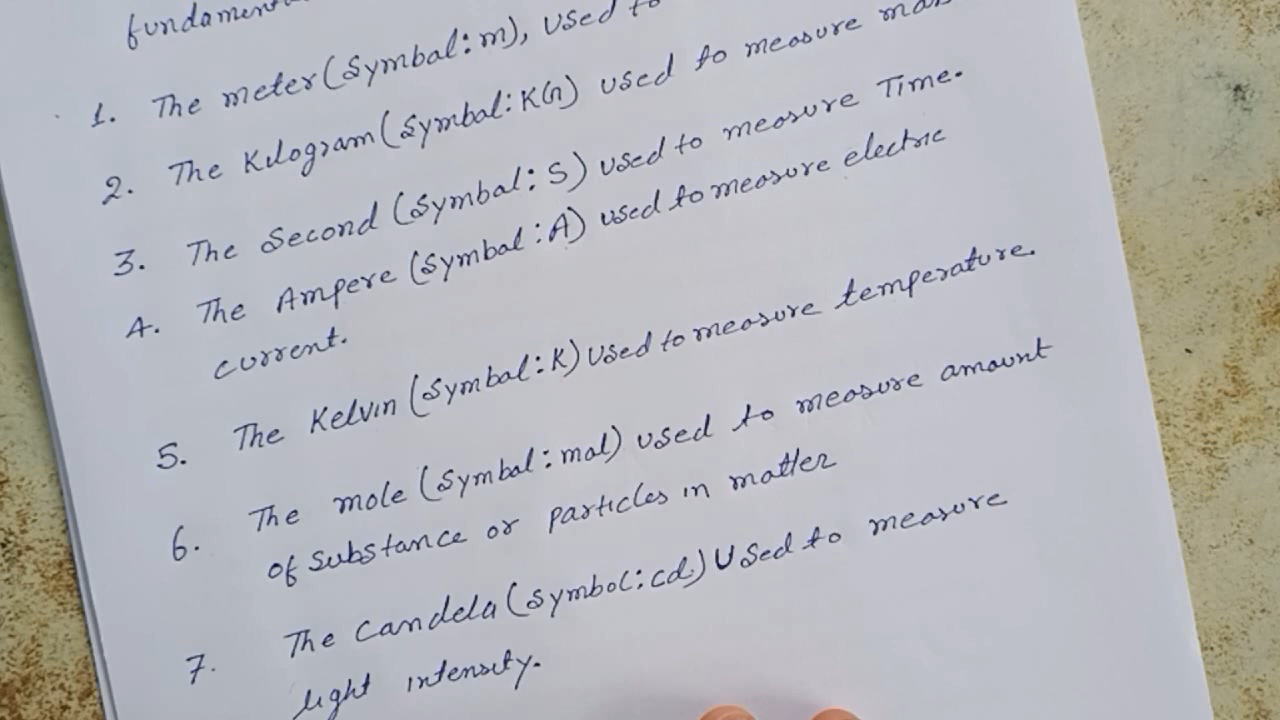 fundament
1. The meter (Symbal: m), used to
2. The Kilogram (Symbal: KG) used to measure mas
3. The Second (Symbal: S) used to measure Time.
4. The Ampere (Symbal: A) used to measure electric
current.
5. The Kelvin (Symbal: K) used to measure temperature.
6. The mole (Symbal: mal) used to measure amount
of substance or particles in matter
7. The Candela (symbol: cd.) Used to measure
light intensity.